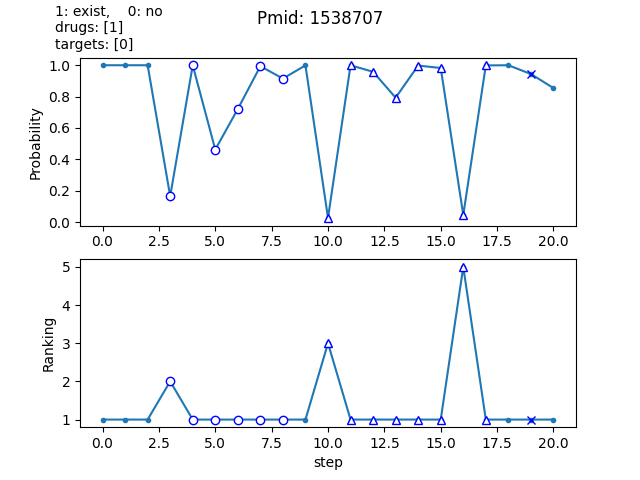 1: exist,    0: no
drugs: [1]
targets: [0]
Pmid: 1538707
Probability
1.0
0.8
0.6
0.4
0.2
0.0
0.0 2.5 5.0 7.5 10.0 12.5 15.0 17.5 20.0
Ranking
5
4
3
2
1
0.0 2.5 5.0 7.5 10.0 12.5 15.0 17.5 20.0
step